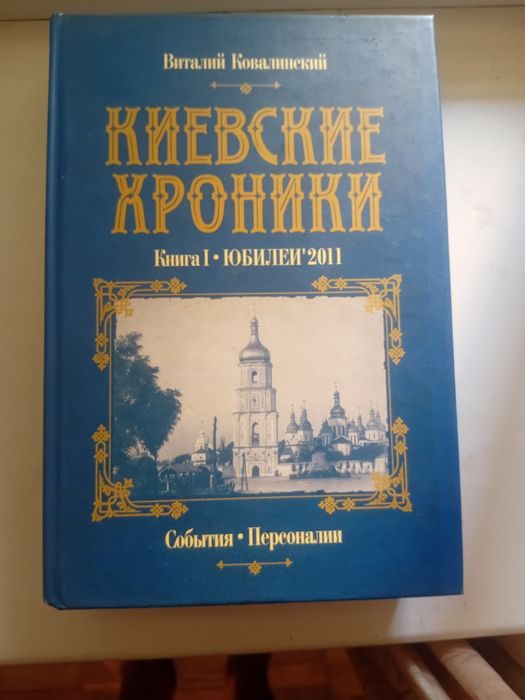 Виталий Ковалинский
КИЕВСКИЕ
ХРОНИКИ
Книга I • ЮБИЛЕИ'2011
События • Персоналии